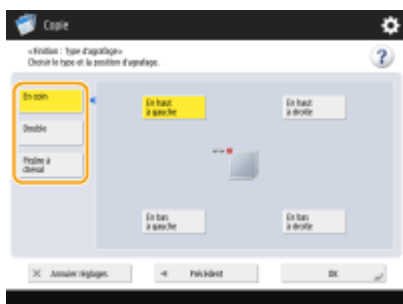 Copie
<Finition : Type d'agrafage>
Choisir le type et la position d'agrafage.
?
En coin
En haut
à gauche
En haut
à droite
Double
Piqûre à
cheval
En bas
à gauche
En bas
à droite
Annuler réglages
Précédent
OK